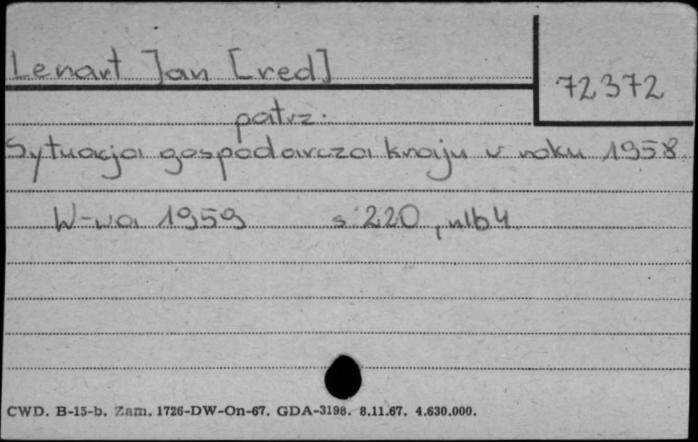 Lenart Jan [red]
72372
patrz.
Sytuacja gospodarcza kraju w roku 1958.
W-wa 1959 s. 220, nlb 4
CWD. B-15-b. Zam. 1726-DW-On-67. GDA-3198. 8.11.67. 4.630.000.